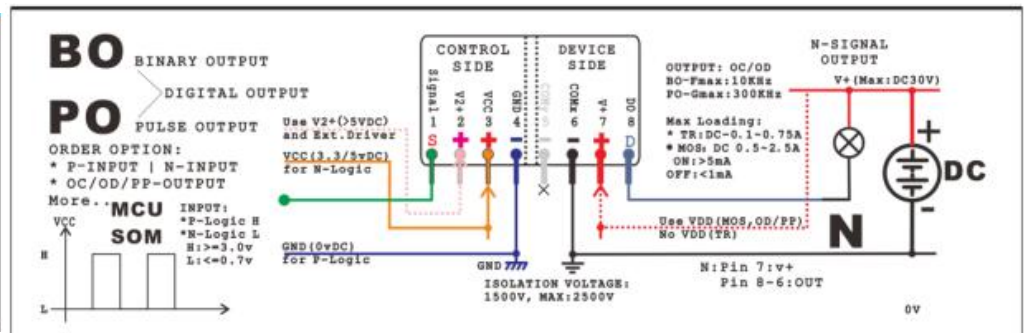 BO BINARY OUTPUT
DIGITAL OUTPUT
PO PULSE OUTPUT
ORDER OPTION:
* P-INPUT | N-INPUT
* OC/OD/PP-OUTPUT
More..
MCU
SOM
VCC
H
L
INPUT:
*P-Logic H
*N-Logic L
H:>=3.0v
L:<=0.7v
Use V2+(>5VDC)
and Ext.Driver
VCC(3.3/5vDC)
for N-Logic
GND(0vDC)
for P-Logic
CONTROL SIDE
DEVICE SIDE
Signal 1
V2+ 2
VCC 3
GND 4
COMx 6
V+ 7
DO 8
S + + - - - + D
GND
ISOLATION VOLTAGE:
1500V, MAX:2500V
OUTPUT: OC/OD
BO-Fmax:10KHz
PO-Gmax:300KHz
Max Loading:
* TR:DC-0.1-0.75A
* MOS: DC 0.5~2.5A
ON:>5mA
OFF:<1mA
N-SIGNAL
OUTPUT
V+(Max:DC30V)
+
DC
-
Use VDD(MOS,OD/PP)
No VDD(TR)
N
N:Pin 7:v+
Pin 8-6:OUT
0V